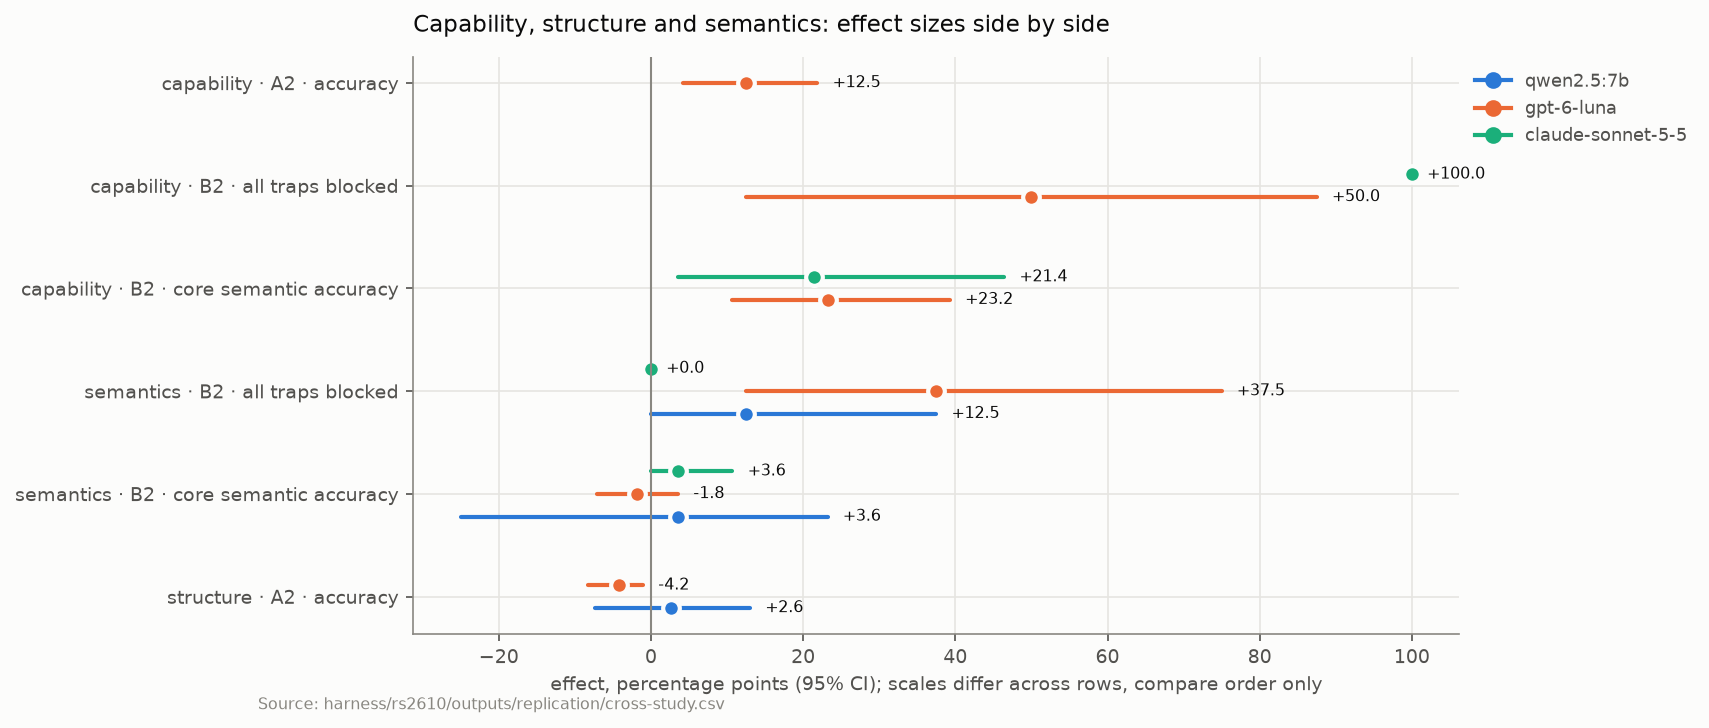 Capability, structure and semantics: effect sizes side by side
qwen2.5:7b
gpt-6-luna
claude-sonnet-5-5
capability · A2 · accuracy
+12.5
capability · B2 · all traps blocked
+100.0
+50.0
capability · B2 · core semantic accuracy
+21.4
+23.2
semantics · B2 · all traps blocked
+0.0
+37.5
+12.5
semantics · B2 · core semantic accuracy
+3.6
-1.8
+3.6
structure · A2 · accuracy
-4.2
+2.6
−20 0 20 40 60 80 100
effect, percentage points (95% CI); scales differ across rows, compare order only
Source: harness/rs2610/outputs/replication/cross-study.csv